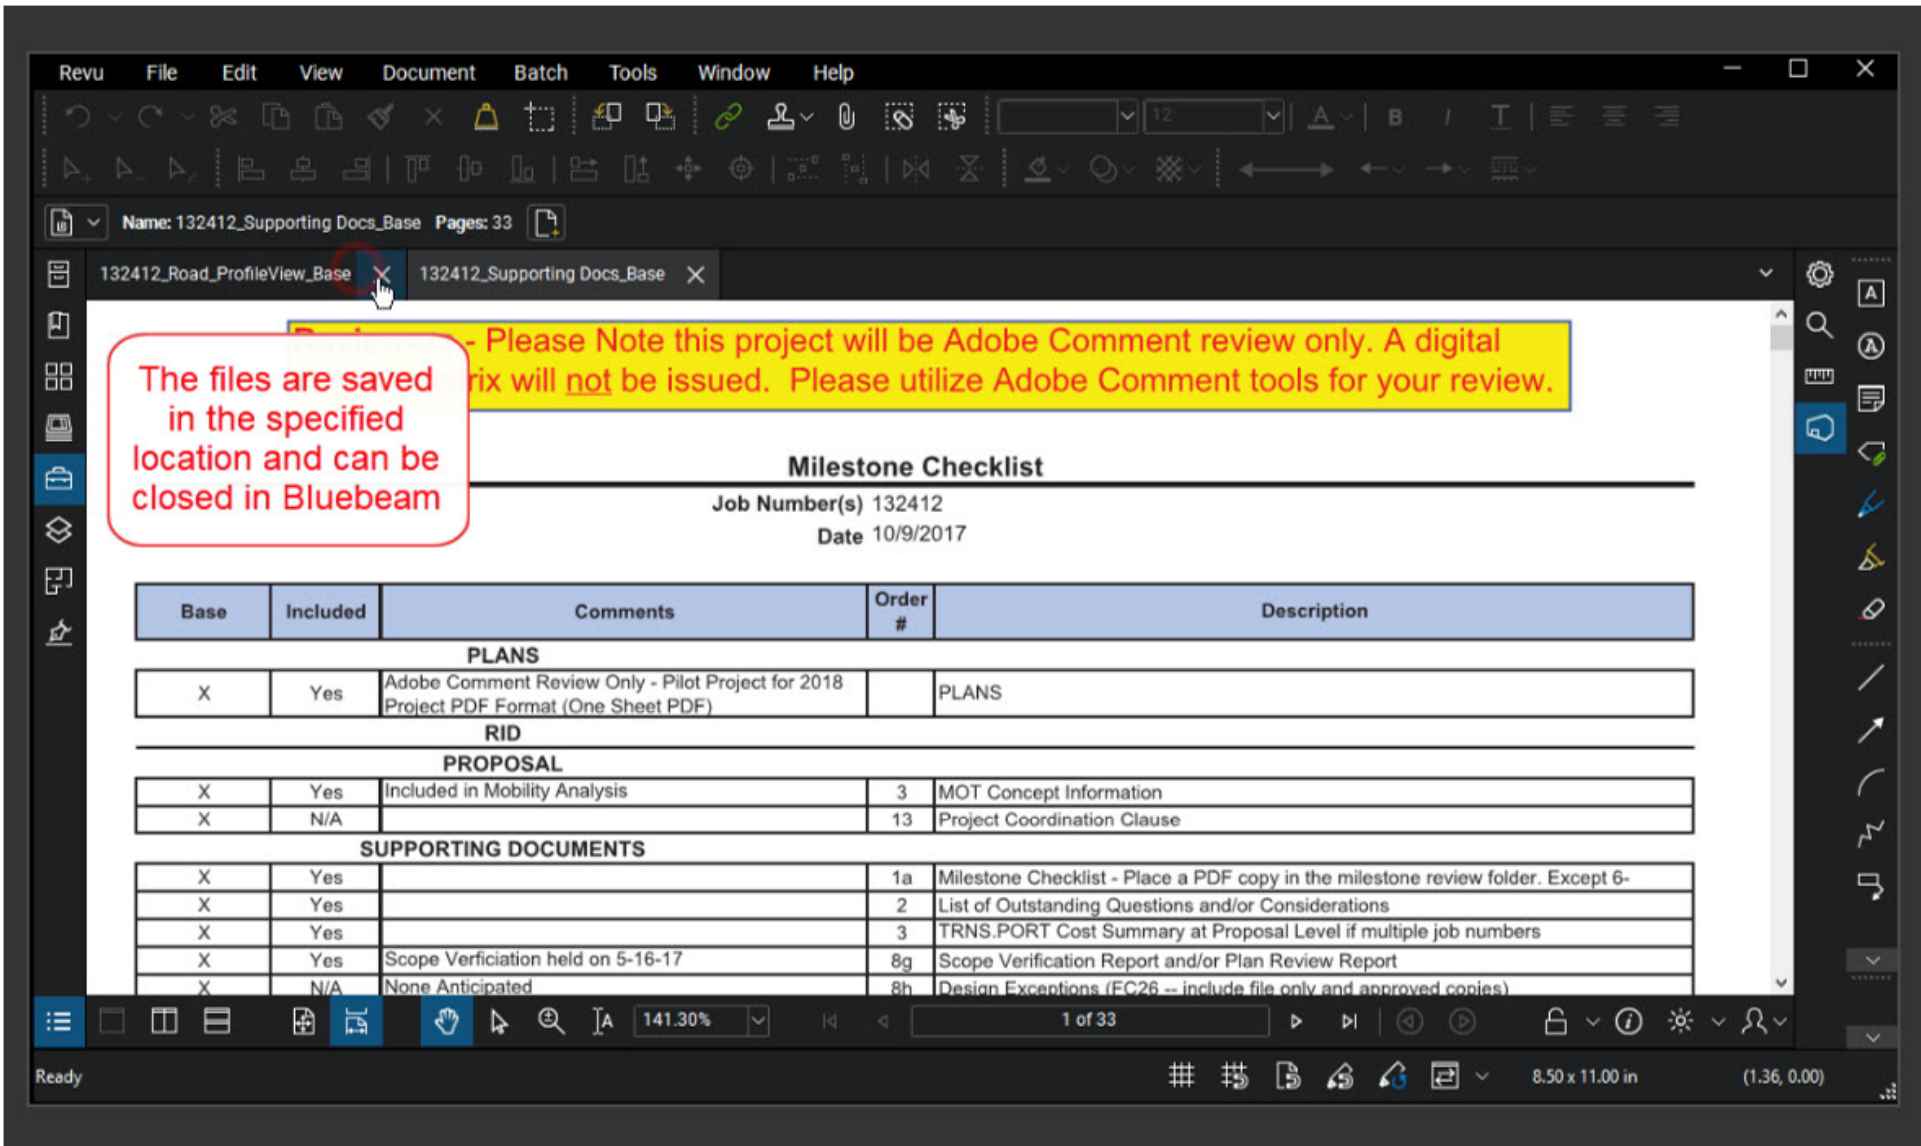 Revu File Edit View Document Batch Tools Window Help
12
A B I T
Name: 132412_Supporting Docs_Base Pages: 33
132412_Road_ProfileView_Base 132412_Supporting Docs_Base
- Please Note this project will be Adobe Comment review only. A digital
rix will not be issued. Please utilize Adobe Comment tools for your review.
The files are saved
in the specified
location and can be
closed in Bluebeam
Milestone Checklist
Job Number(s) 132412
Date 10/9/2017
Base Included Comments Order # Description
PLANS
X Yes Adobe Comment Review Only - Pilot Project for 2018 Project PDF Format (One Sheet PDF) PLANS
RID
PROPOSAL
X Yes Included in Mobility Analysis 3 MOT Concept Information
X N/A 13 Project Coordination Clause
SUPPORTING DOCUMENTS
X Yes 1a Milestone Checklist - Place a PDF copy in the milestone review folder. Except 6-
X Yes 2 List of Outstanding Questions and/or Considerations
X Yes 3 TRNS.PORT Cost Summary at Proposal Level if multiple job numbers
X Yes Scope Verficiation held on 5-16-17 8g Scope Verification Report and/or Plan Review Report
X N/A None Anticipated 8h Design Exceptions (FC26 -- include file only and approved copies)
141.30% 1 of 33
Ready 8.50 x 11.00 in (1.36, 0.00)